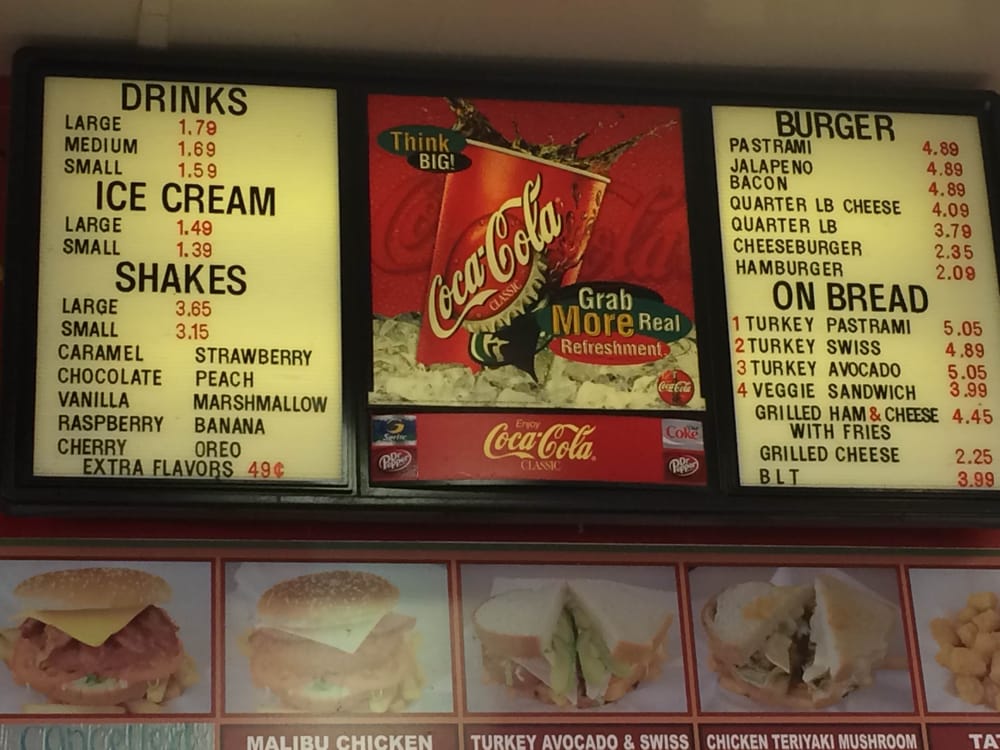 DRINKS
LARGE 1.79
MEDIUM 1.69
SMALL 1.59
ICE CREAM
LARGE 1.49
SMALL 1.39
SHAKES
LARGE 3.65
SMALL 3.15
CARAMEL STRAWBERRY
CHOCOLATE PEACH
VANILLA MARSHMALLOW
RASPBERRY BANANA
CHERRY OREO
EXTRA FLAVORS 49¢
Think
BIG!
Coca-Cola
CLASSIC
Grab
More Real
Refreshment.
Coca-Cola
Sprite
Dr Pepper
Enjoy
Coca-Cola
CLASSIC
Coke
Dr Pepper
BURGER
PASTRAMI 4.89
JALAPENO 4.89
BACON 4.89
QUARTER LB CHEESE 4.09
QUARTER LB 3.79
CHEESEBURGER 2.35
HAMBURGER 2.09
ON BREAD
1 TURKEY PASTRAMI 5.05
2 TURKEY SWISS 4.89
3 TURKEY AVOCADO 5.05
4 VEGGIE SANDWICH 3.99
GRILLED HAM & CHEESE 4.45
WITH FRIES
GRILLED CHEESE 2.25
BLT 3.99
MALIBU CHICKEN
TURKEY AVOCADO & SWISS
CHICKEN TERIYAKI MUSHROOM
TA